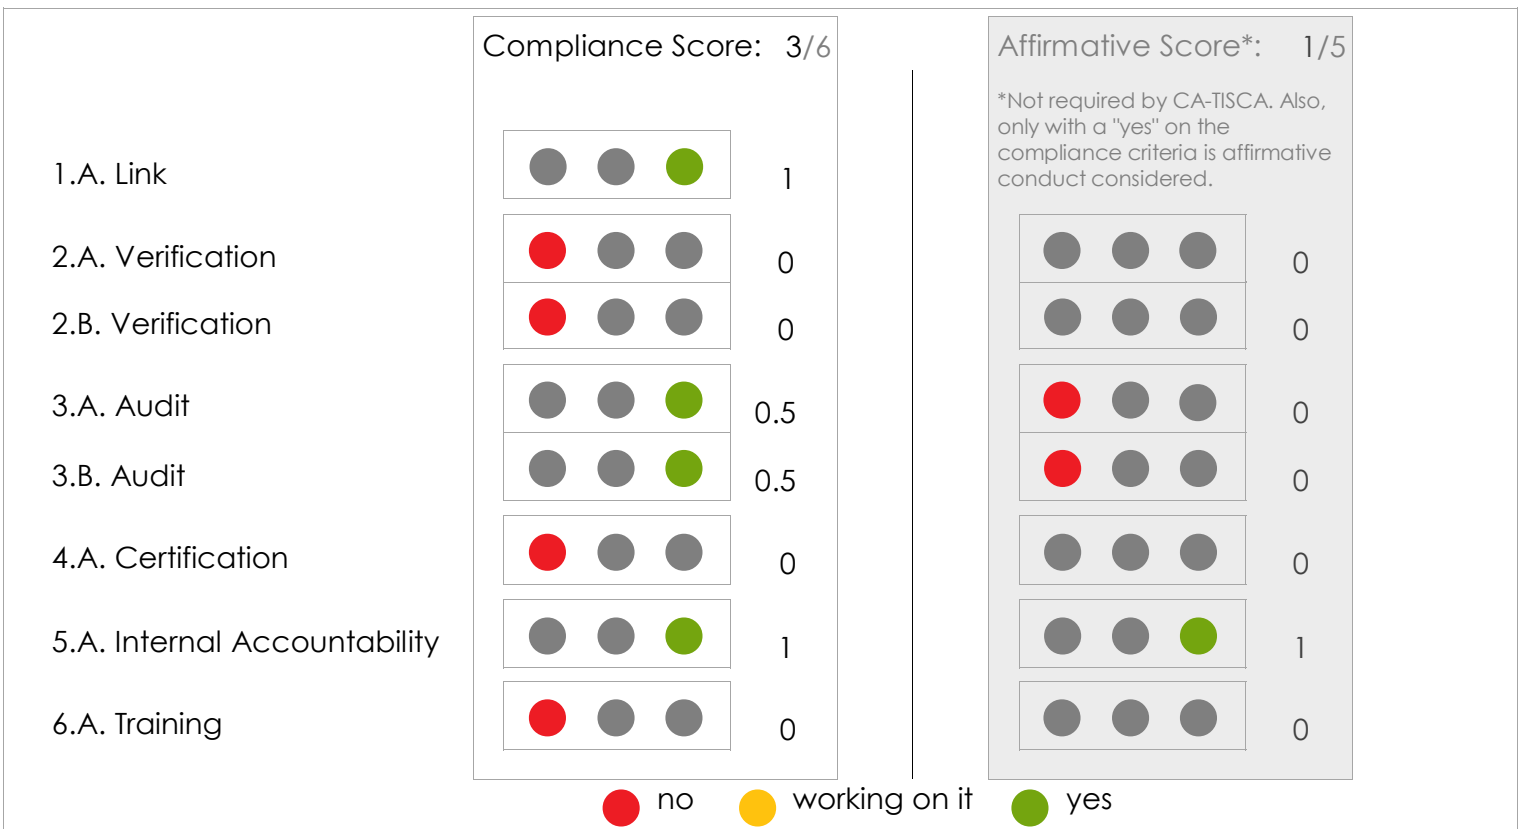 Compliance Score: 3/6
Affirmative Score*: 1/5
*Not required by CA-TISCA. Also,
only with a "yes" on the
compliance criteria is affirmative
conduct considered.
1.A. Link 1
2.A. Verification 0 0
2.B. Verification 0 0
3.A. Audit 0.5 0
3.B. Audit 0.5 0
4.A. Certification 0 0
5.A. Internal Accountability 1 1
6.A. Training 0 0
no working on it yes